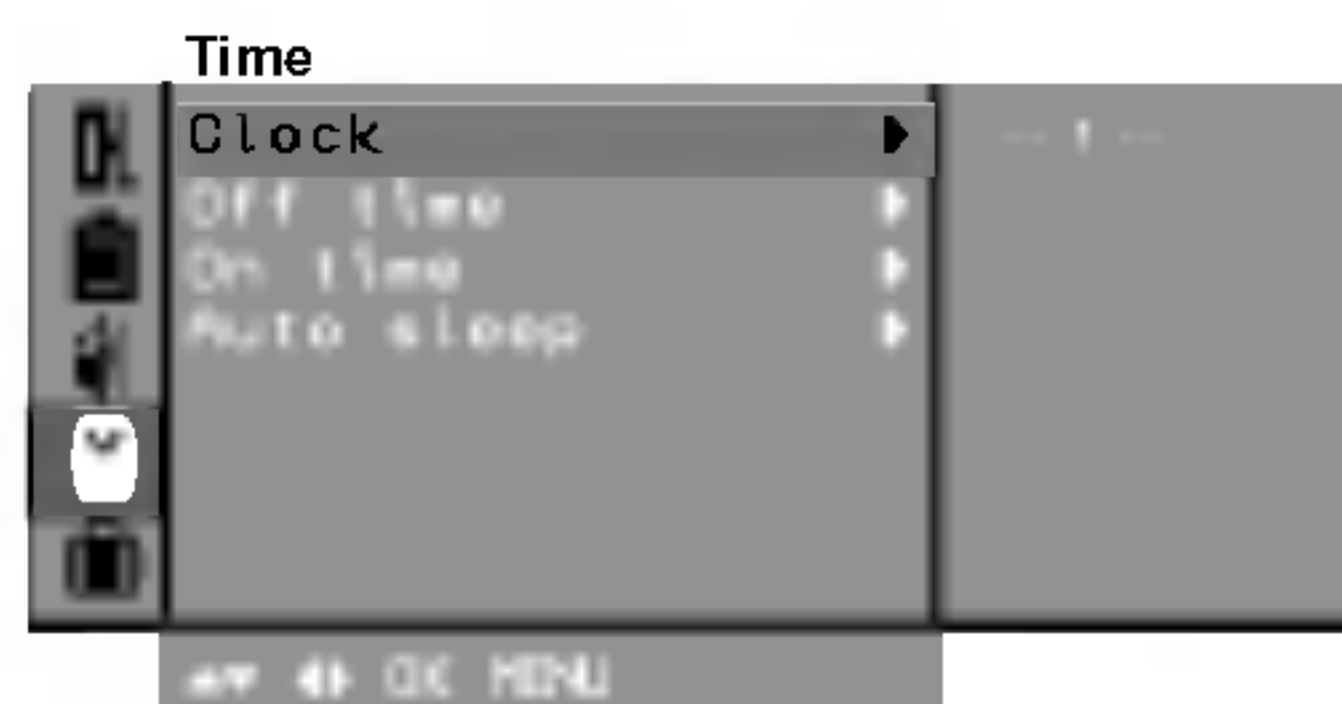 Time
Clock ▶ -- : --
Off time ▶
On time ▶
Auto sleep ▶
▲▼ ◀▶ OK MENU